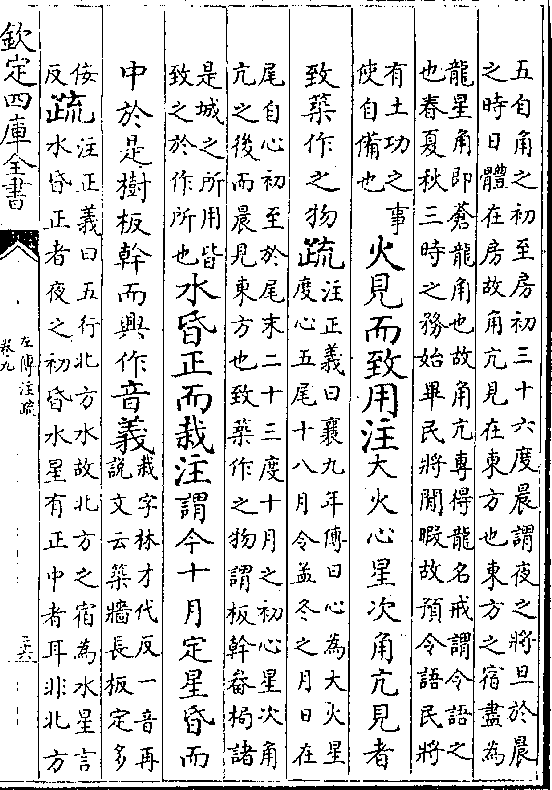 五自角之初至房初三十六度晨謂夜之將旦於晨
之時日體在房故角亢見在東方也東方之宿盡為
龍星角即蒼龍角也故角亢專得龍名戒謂令語之
也春夏秋三時之務始畢民將閒暇故預令語民將
有土功之事
使自備也
火見而致用注大火心星次角亢見者
致築作之物疏
注正義曰襄九年傳曰心為大火星
度心五尾十八月令孟冬之月日在
尾自心初至於尾末二十三度十月之初心星次角
亢之後而晨見東方也致築作之物謂板幹畚梮諸
是城之所用皆
致之於作所也
水昏正而栽注謂今十月定星昏而
中於是樹板幹而興作音義
栽字林才代反一音再
說文云築牆長板定多
佞
反
疏
注正義曰五行北方水故北方之宿為水星言
水昏正者夜之初昏水星有正中者耳非北方
欽定四庫全書
左傳注疏
卷九